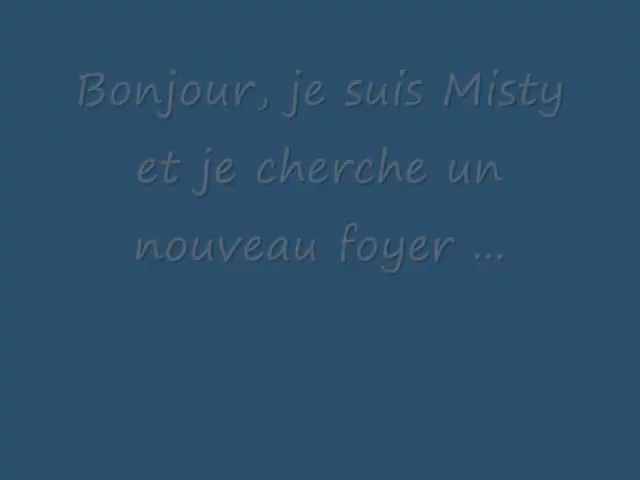 Bonjour, je suis Misty
et je cherche un
nouveau foyer ...